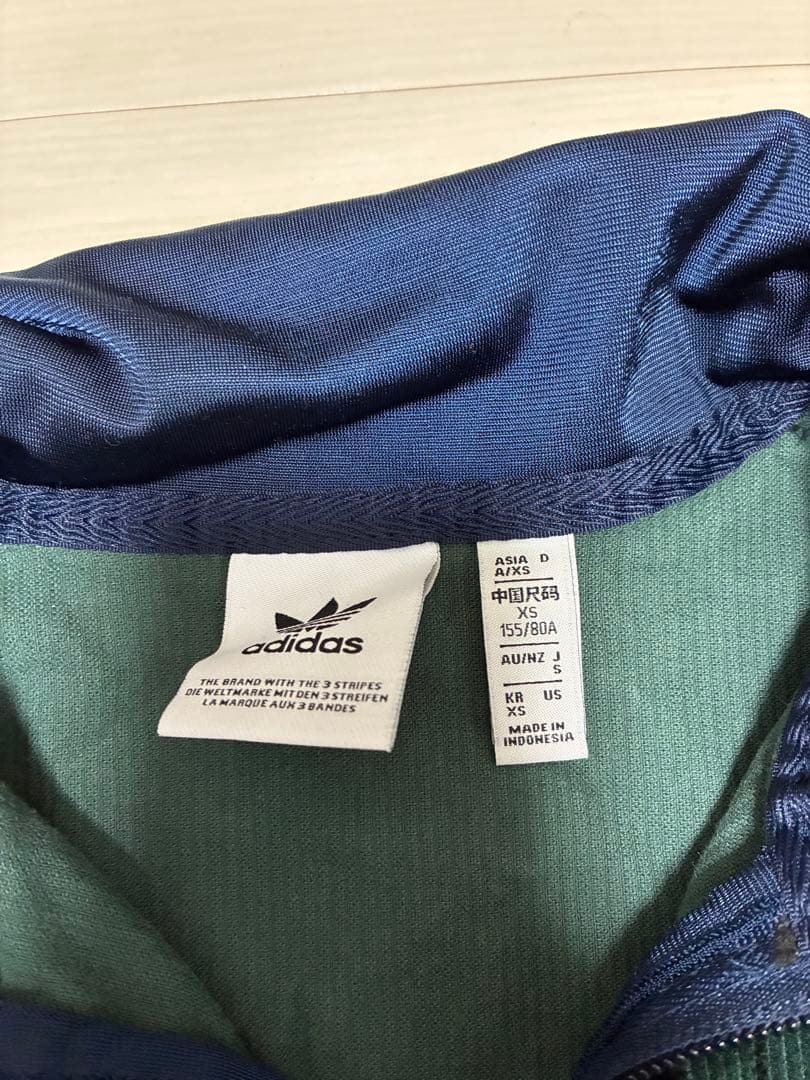 adidas
THE BRAND WITH THE 3 STRIPES
DIE WELTMARKE MIT DEN 3 STREIFEN
LA MARQUE AUX 3 BANDES
ASIA D
A/XS
中国尺码
XS
155/80A
AU/NZ J
S
KR US
XS
MADE IN
INDONESIA